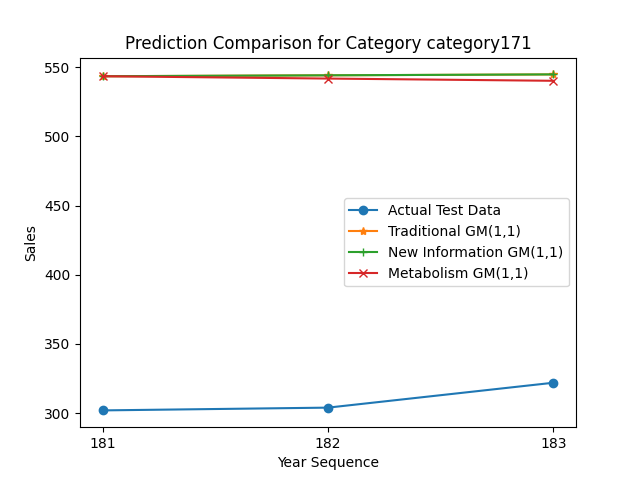 Prediction Comparison for Category category171
550
500
450
400
350
300
Sales
Actual Test Data
Traditional GM(1,1)
New Information GM(1,1)
Metabolism GM(1,1)
181
182
183
Year Sequence